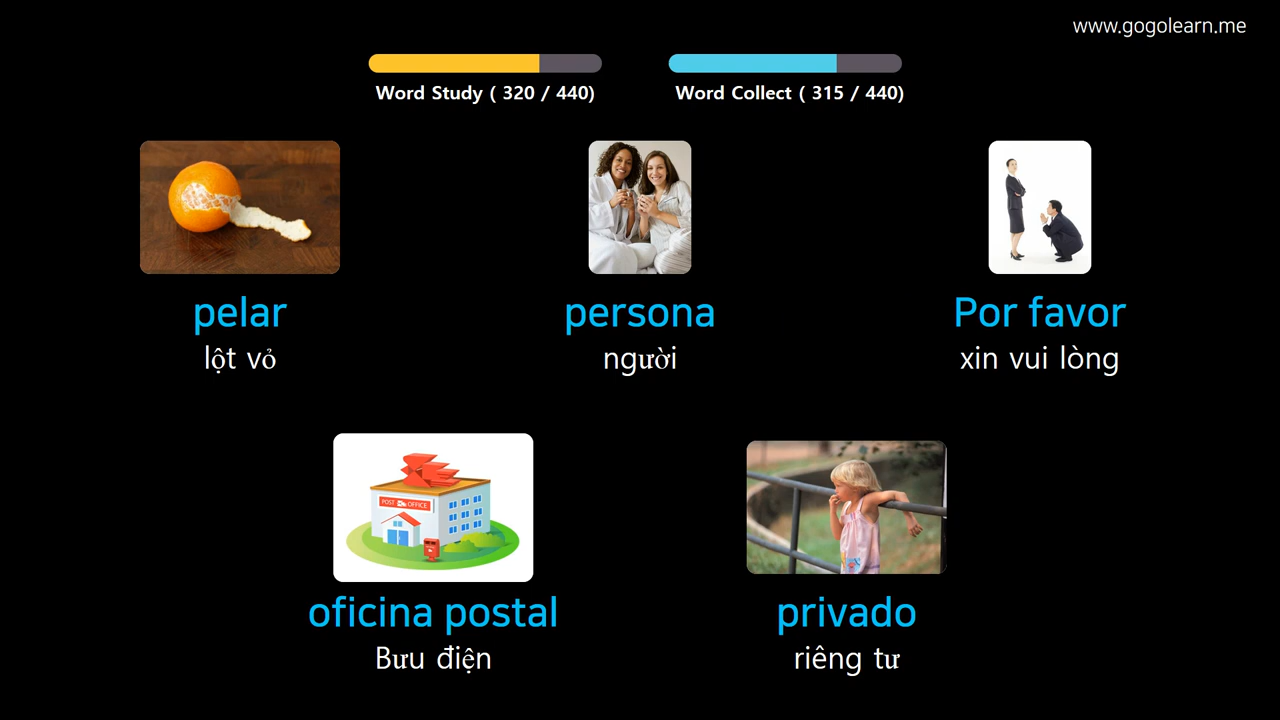 www.gogolearn.me
Word Study ( 320 / 440)
Word Collect ( 315 / 440)
pelar
lột vỏ
persona
người
Por favor
xin vui lòng
POST OFFICE
oficina postal
Bưu điện
privado
riêng tư